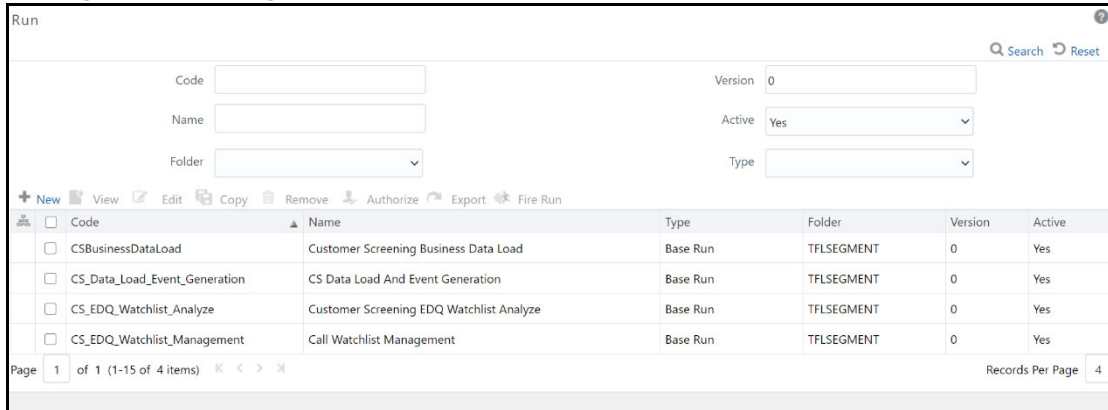 Run
Search Reset
Code Version 0
Name Active Yes
Folder Type
New View Edit Copy Remove Authorize Export Fire Run
Code Name Type Folder Version Active
CSBusinessDataLoad Customer Screening Business Data Load Base Run TFLSEGMENT 0 Yes
CS_Data_Load_Event_Generation CS Data Load And Event Generation Base Run TFLSEGMENT 0 Yes
CS_EDQ_Watchlist_Analyze Customer Screening EDQ Watchlist Analyze Base Run TFLSEGMENT 0 Yes
CS_EDQ_Watchlist_Management Call Watchlist Management Base Run TFLSEGMENT 0 Yes
Page 1 of 1 (1-15 of 4 items) Records Per Page 4